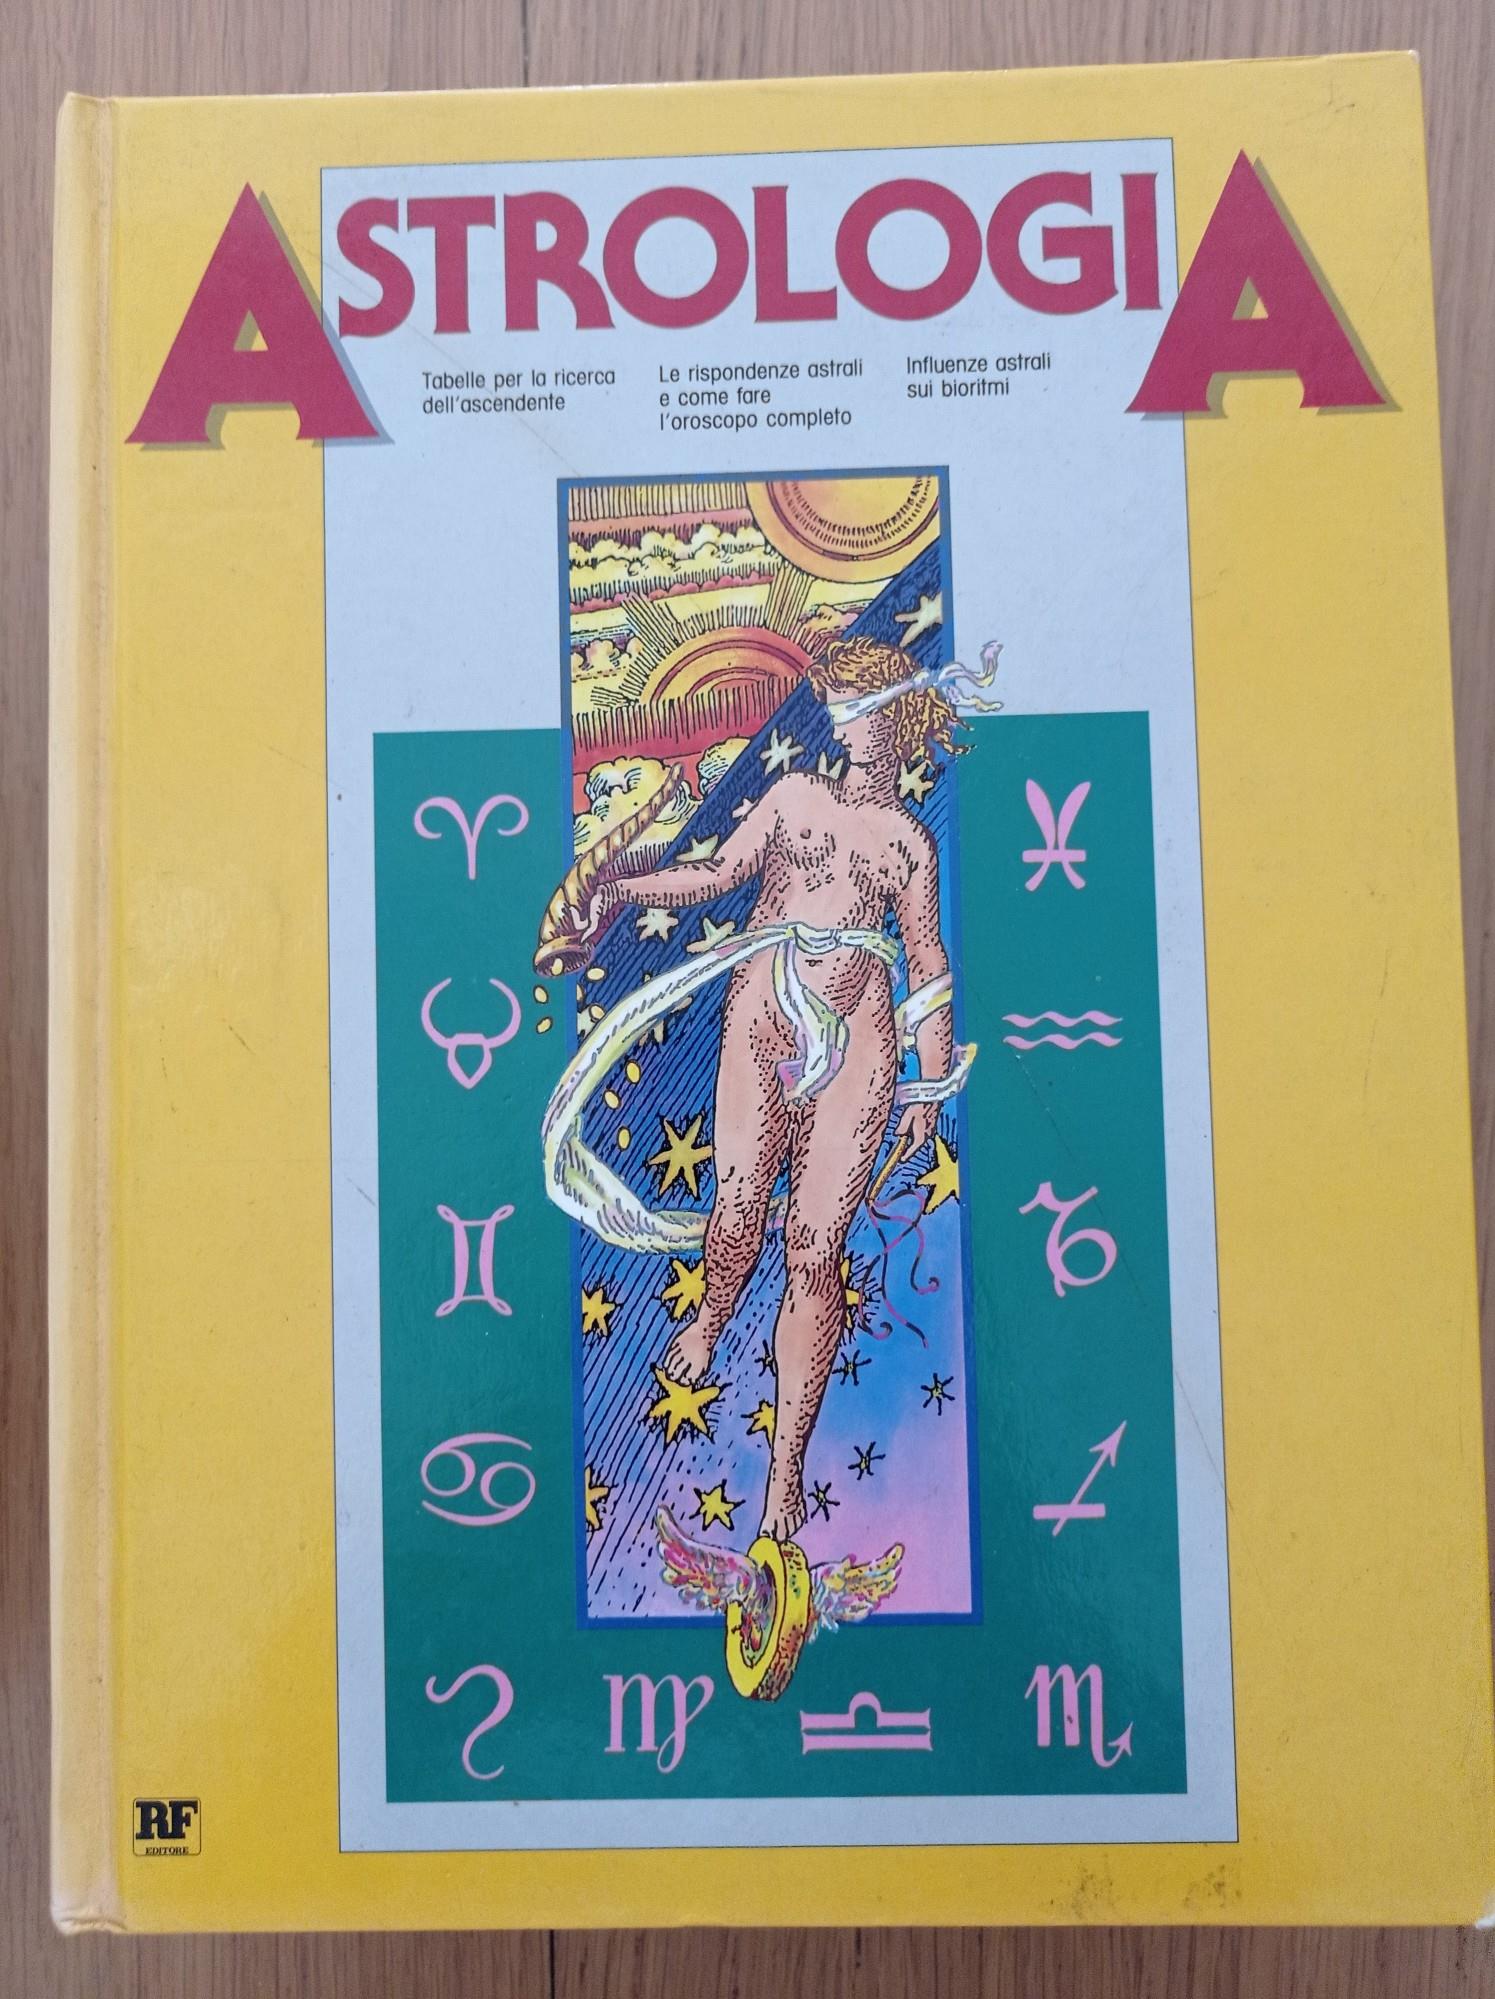 ASTROLOGIA
Tabelle per la ricerca
dell'ascendente
Le rispondenze astrali
e come fare
l'oroscopo completo
Influenze astrali
sui bioritmi
RF
EDITORE